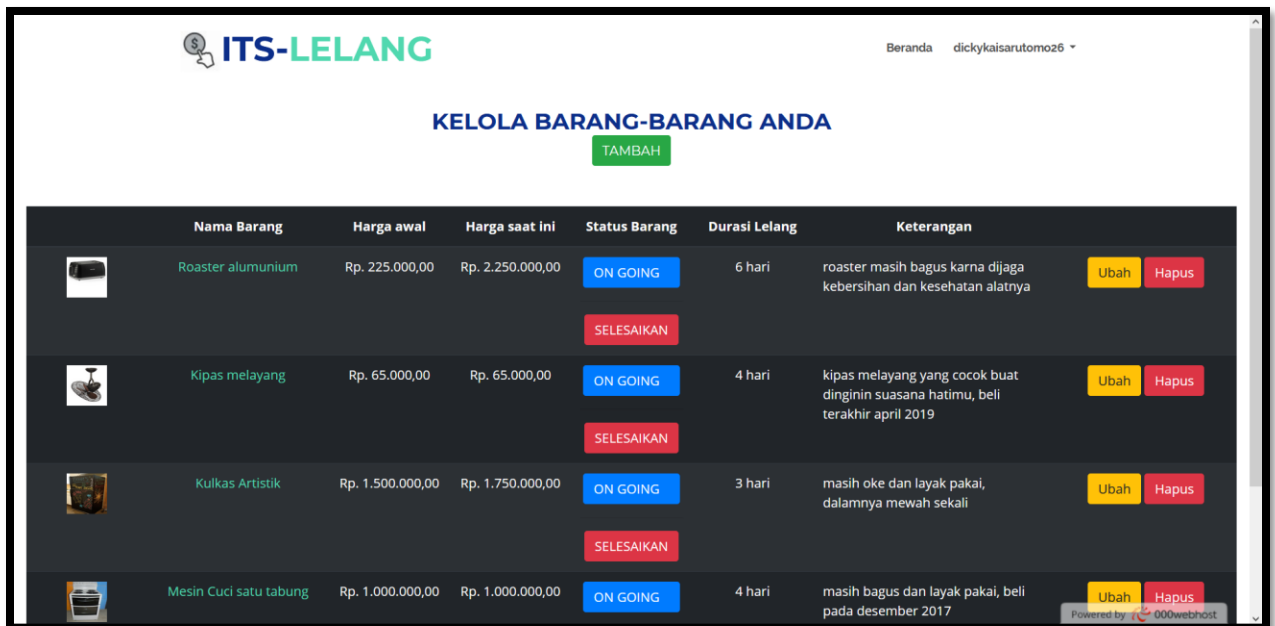 ITS-LELANG
Beranda dickykaisarutomo26
KELOLA BARANG-BARANG ANDA
TAMBAH
Nama Barang Harga awal Harga saat ini Status Barang Durasi Lelang Keterangan
Roaster alumunium Rp. 225.000,00 Rp. 2.250.000,00 ON GOING 6 hari roaster masih bagus karna dijaga Ubah Hapus
kebersihan dan kesehatan alatnya
SELESAIKAN
Kipas melayang Rp. 65.000,00 Rp. 65.000,00 ON GOING 4 hari kipas melayang yang cocok buat Ubah Hapus
dinginin suasana hatimu, beli
terakhir april 2019
SELESAIKAN
Kulkas Artistik Rp. 1.500.000,00 Rp. 1.750.000,00 ON GOING 3 hari masih oke dan layak pakai, Ubah Hapus
dalamnya mewah sekali
SELESAIKAN
Mesin Cuci satu tabung Rp. 1.000.000,00 Rp. 1.000.000,00 ON GOING 4 hari masih bagus dan layak pakai, beli Ubah Hapus
pada desember 2017
Powered by 000webhost